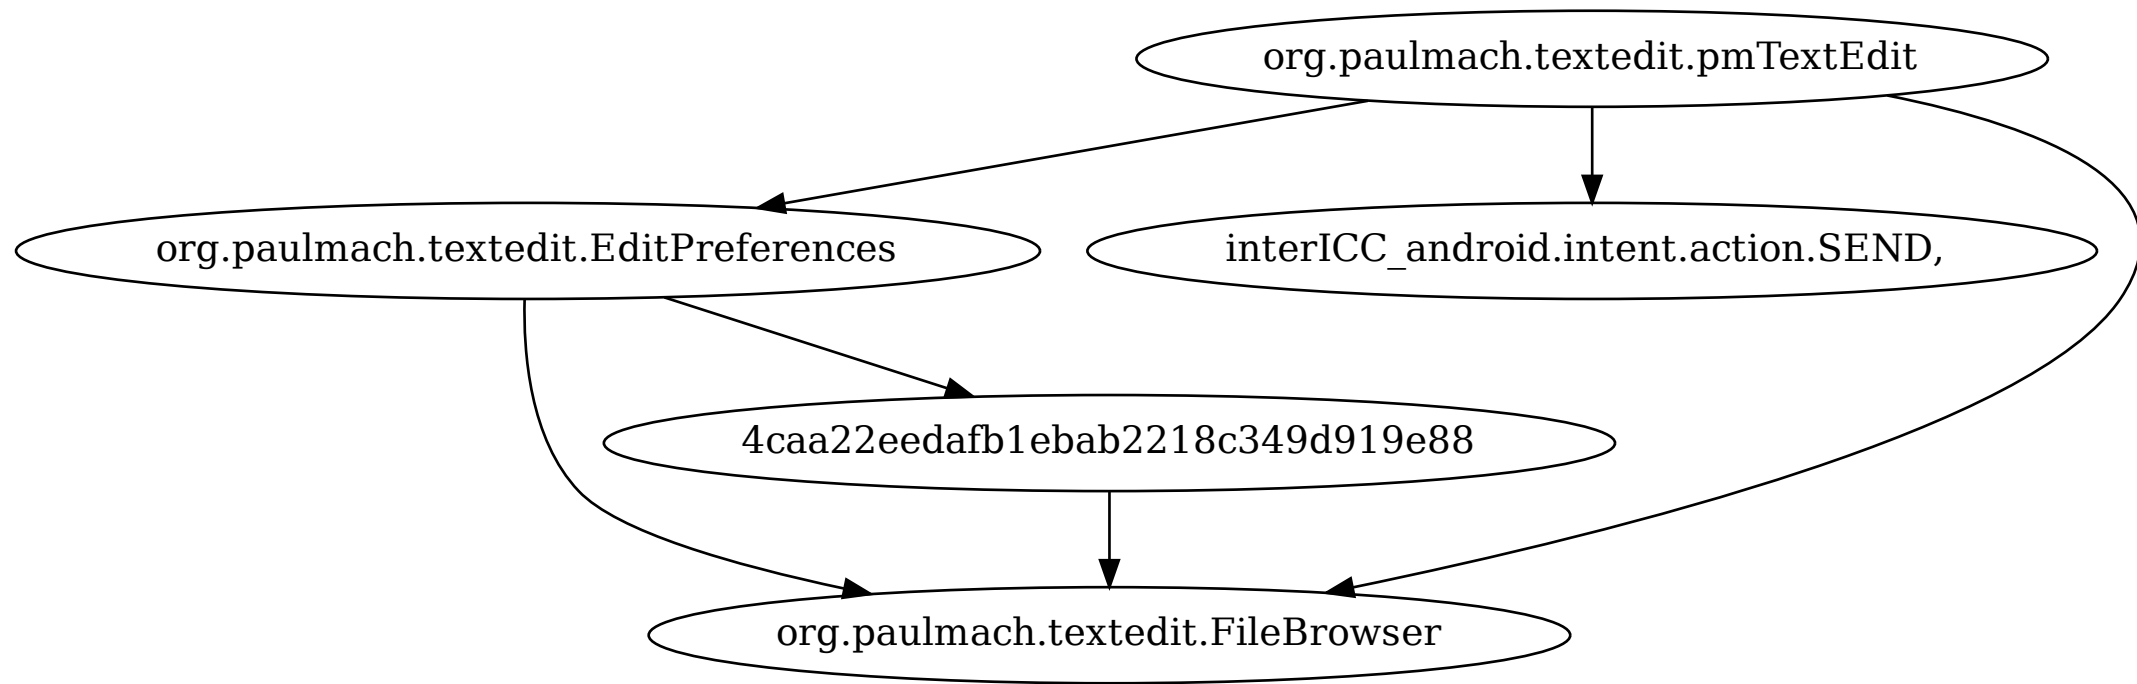 org.paulmach.textedit.pmTextEdit
org.paulmach.textedit.EditPreferences
interICC_android.intent.action.SEND,
4caa22eedafb1ebab2218c349d919e88
org.paulmach.textedit.FileBrowser